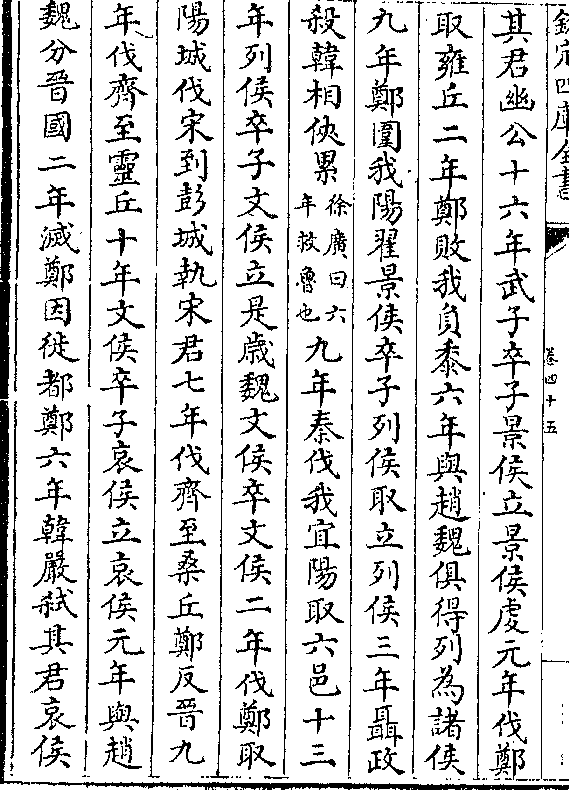 欽定四庫全書
卷四十五
其君幽公十六年武子卒子景侯立景侯䖍元年伐鄭
取雍丘二年鄭敗我負黍六年與趙魏俱得列為諸侯
九年鄭圍我陽翟景侯卒子列侯取立列侯三年聶政
殺韓相俠累徐廣曰六年救魯也九年秦伐我宜陽取六邑十三
年列侯卒子文侯立是歲魏文侯卒文侯二年伐鄭取
陽城伐宋到彭城執宋君七年伐齊至桑丘鄭反晉九
年伐齊至靈丘十年文侯卒子哀侯立哀侯元年與趙
魏分晉國二年滅鄭因徙都鄭六年韓嚴弒其君哀侯